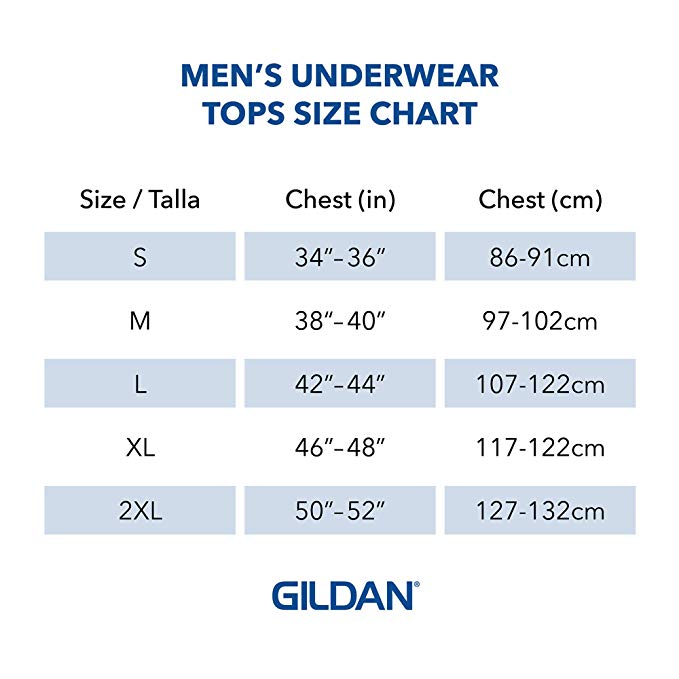 MEN’S UNDERWEAR
TOPS SIZE CHART
Size / Talla Chest (in) Chest (cm)
S 34”–36” 86-91cm
M 38”–40” 97-102cm
L 42”–44” 107-122cm
XL 46”–48” 117-122cm
2XL 50”–52” 127-132cm
GILDAN®